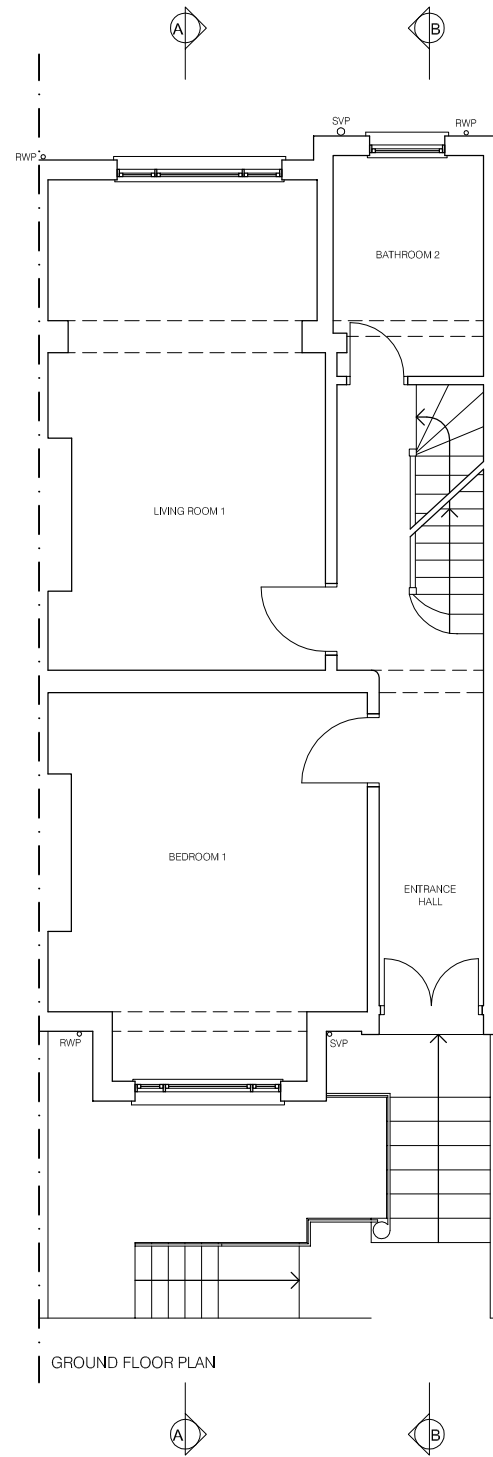 A
B
SVP
RWP
RWP
BATHROOM 2
LIVING ROOM 1
BEDROOM 1
ENTRANCE
HALL
RWP
SVP
GROUND FLOOR PLAN
A
B